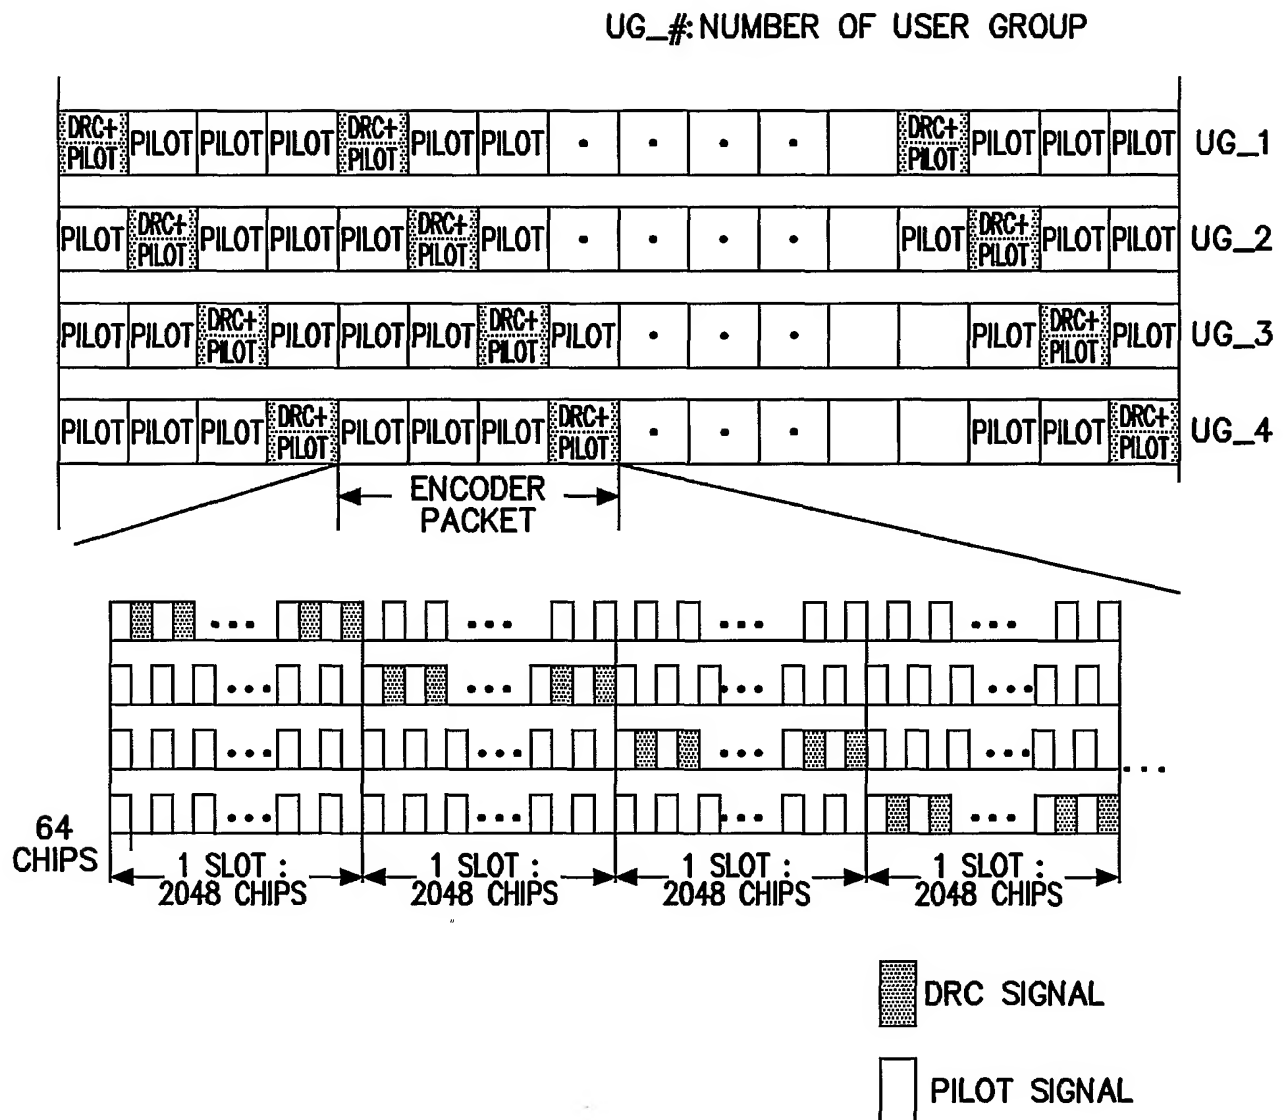 UG_#: NUMBER OF USER GROUP
DRC+ PILOT PILOT PILOT PILOT DRC+ PILOT PILOT PILOT • • • • DRC+ PILOT PILOT PILOT PILOT UG_1
PILOT DRC+ PILOT PILOT PILOT PILOT DRC+ PILOT PILOT • • • • PILOT DRC+ PILOT PILOT PILOT UG_2
PILOT PILOT DRC+ PILOT PILOT PILOT PILOT DRC+ PILOT PILOT • • • PILOT DRC+ PILOT PILOT UG_3
PILOT PILOT PILOT DRC+ PILOT PILOT PILOT PILOT DRC+ PILOT • • • PILOT PILOT DRC+ PILOT UG_4
ENCODER
PACKET
64
CHIPS
1 SLOT : 1 SLOT : 1 SLOT : 1 SLOT :
2048 CHIPS 2048 CHIPS 2048 CHIPS 2048 CHIPS
DRC SIGNAL
PILOT SIGNAL